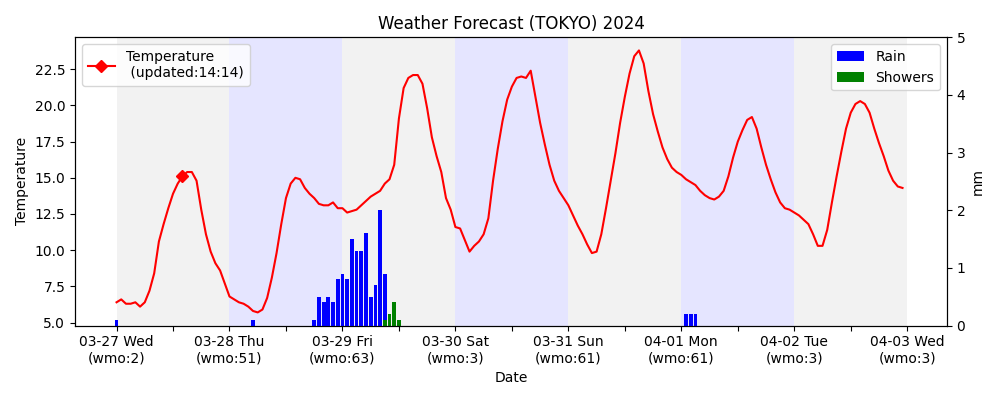 Weather Forecast (TOKYO) 2024
Temperature
(updated:14:14)
Rain
Showers
Temperature
22.5
20.0
17.5
15.0
12.5
10.0
7.5
5.0
5
4
3
2
1
0
mm
03-27 Wed
(wmo:2)
03-28 Thu
(wmo:51)
03-29 Fri
(wmo:63)
03-30 Sat
(wmo:3)
03-31 Sun
(wmo:61)
04-01 Mon
(wmo:61)
04-02 Tue
(wmo:3)
04-03 Wed
(wmo:3)
Date